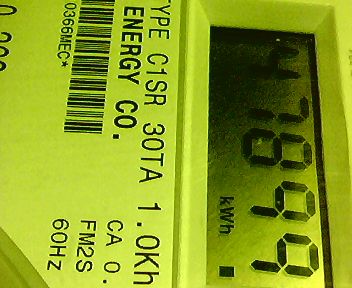 47899
kWh
TYPE C1SR 30TA 1.0Kh
ENERGY CO.
CA 0.
FM2S
60Hz
0366MEC*